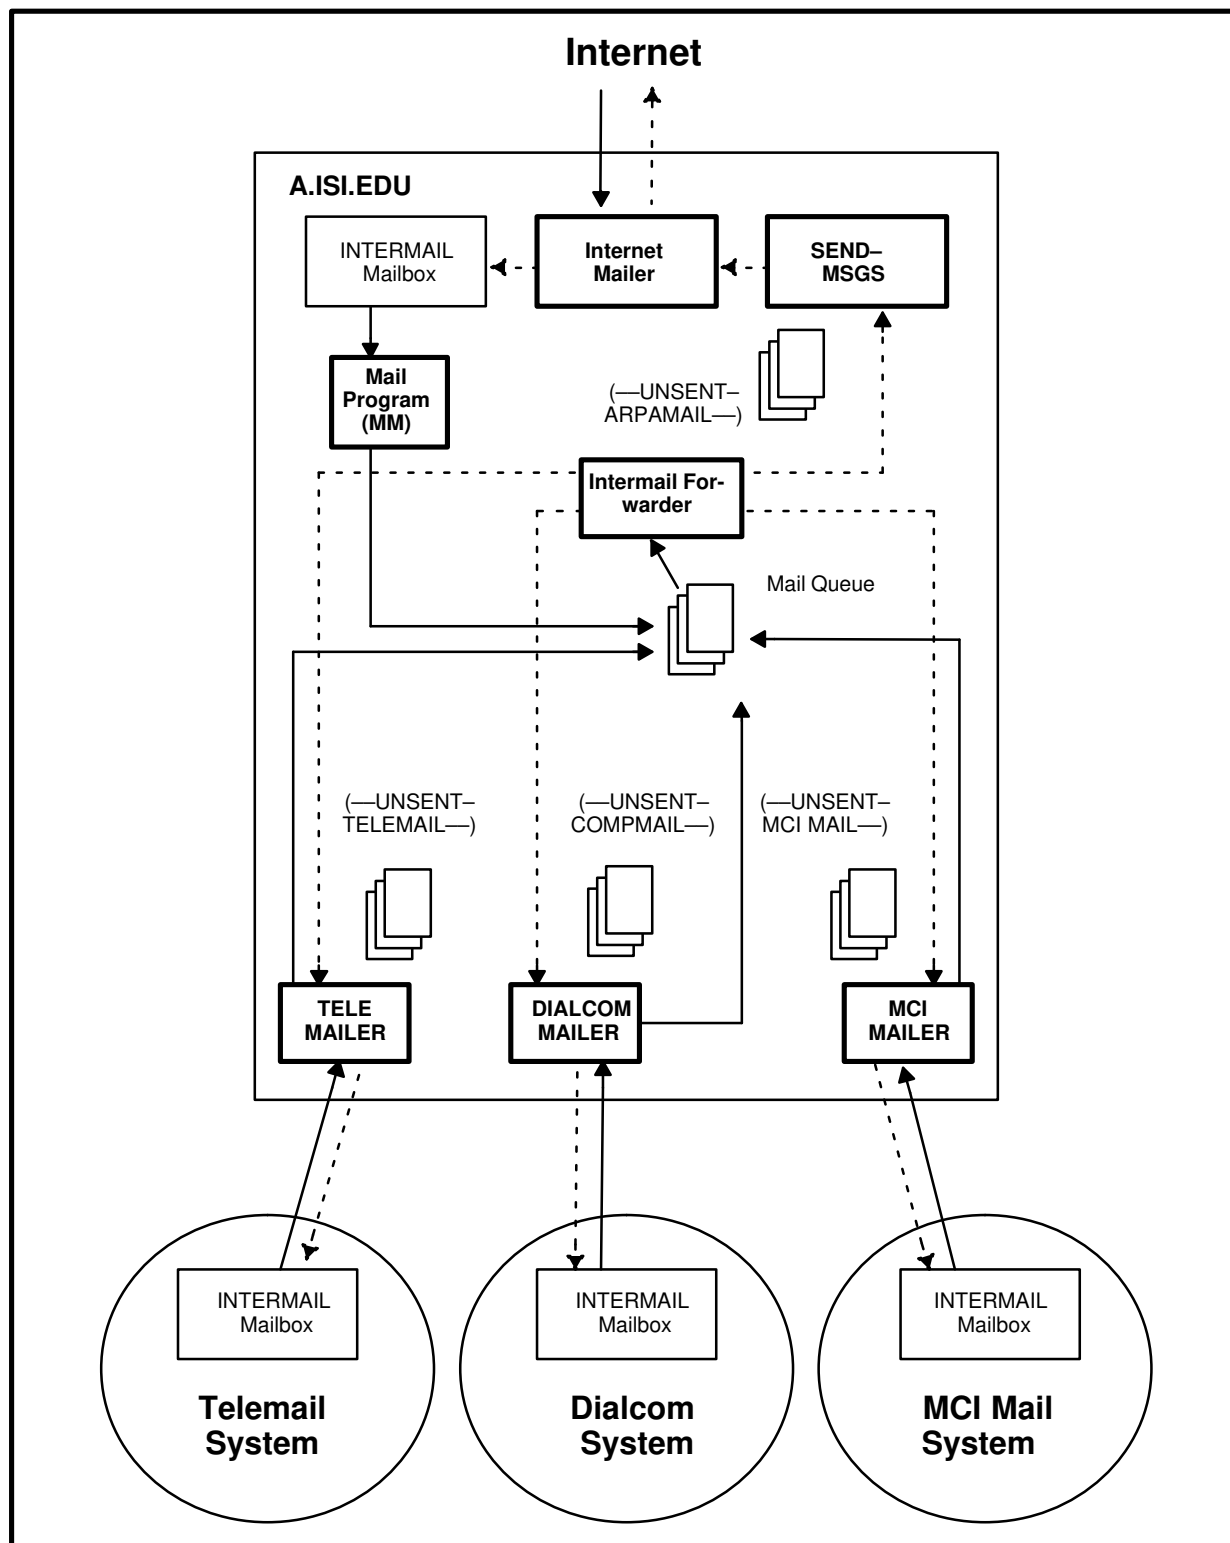 Internet
A.ISI.EDU
INTERMAIL
Mailbox
Internet
Mailer
SEND–
MSGS
Mail
Program
(MM)
(—UNSENT–
ARPAMAIL—)
Intermail For-
warder
Mail Queue
(—UNSENT–
TELEMAIL—)
(—UNSENT–
COMPMAIL—)
(—UNSENT–
MCI MAIL—)
TELE
MAILER
DIALCOM
MAILER
MCI
MAILER
INTERMAIL
Mailbox
INTERMAIL
Mailbox
INTERMAIL
Mailbox
Telemail
System
Dialcom
System
MCI Mail
System